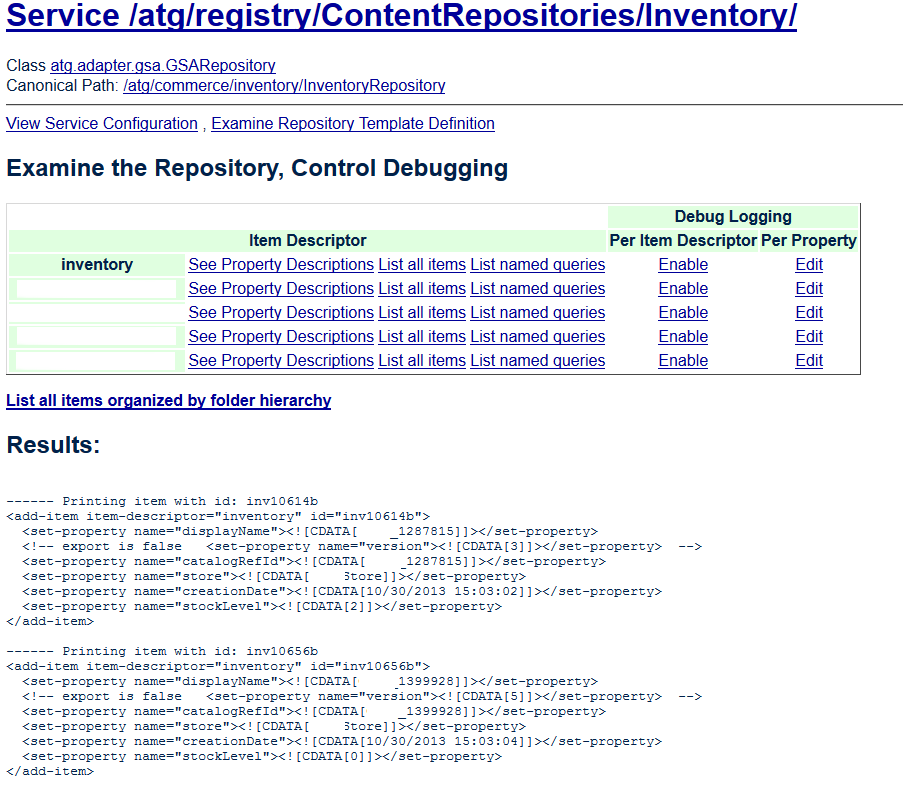 Service /atg/registry/ContentRepositories/Inventory/
Class atg.adapter.gsa.GSARepository
Canonical Path: /atg/commerce/inventory/InventoryRepository
View Service Configuration , Examine Repository Template Definition
Examine the Repository, Control Debugging
Debug Logging
Item Descriptor Per Item Descriptor Per Property
inventory See Property Descriptions List all items List named queries Enable Edit
See Property Descriptions List all items List named queries Enable Edit
See Property Descriptions List all items List named queries Enable Edit
See Property Descriptions List all items List named queries Enable Edit
See Property Descriptions List all items List named queries Enable Edit
List all items organized by folder hierarchy
Results:
------ Printing item with id: inv10614b
<add-item item-descriptor="inventory" id="inv10614b">
<set-property name="displayName"><![CDATA[ _1287815]]></set-property>
<!-- export is false <set-property name="version"><![CDATA[3]]></set-property> -->
<set-property name="catalogRefId"><![CDATA[ _1287815]]></set-property>
<set-property name="store"><![CDATA[ Store]]></set-property>
<set-property name="creationDate"><![CDATA[10/30/2013 15:03:02]]></set-property>
<set-property name="stockLevel"><![CDATA[2]]></set-property>
</add-item>
------ Printing item with id: inv10656b
<add-item item-descriptor="inventory" id="inv10656b">
<set-property name="displayName"><![CDATA[ _1399928]]></set-property>
<!-- export is false <set-property name="version"><![CDATA[5]]></set-property> -->
<set-property name="catalogRefId"><![CDATA[ _1399928]]></set-property>
<set-property name="store"><![CDATA[ Store]]></set-property>
<set-property name="creationDate"><![CDATA[10/30/2013 15:03:04]]></set-property>
<set-property name="stockLevel"><![CDATA[0]]></set-property>
</add-item>